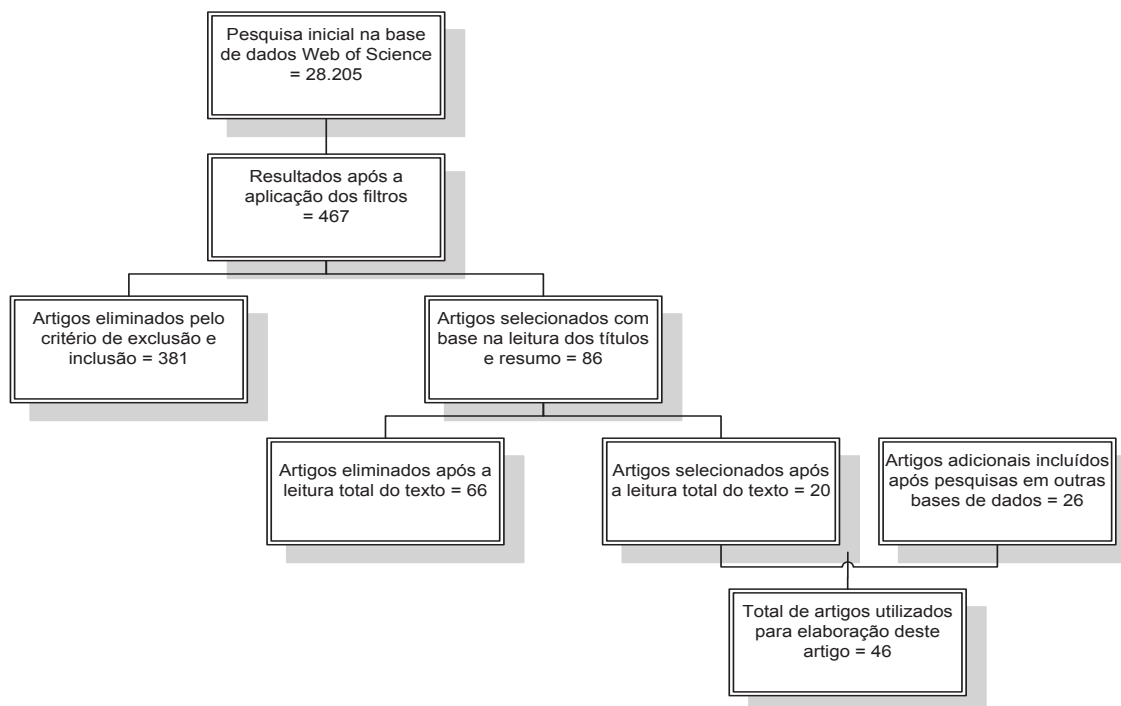 Pesquisa inicial na base
de dados Web of Science
= 28.205
Resultados após a
aplicação dos filtros
= 467
Artigos eliminados pelo
critério de exclusão e
inclusão = 381
Artigos selecionados com
base na leitura dos títulos
e resumo = 86
Artigos eliminados após a
leitura total do texto = 66
Artigos selecionados após
a leitura total do texto = 20
Artigos adicionais incluídos
após pesquisas em outras
bases de dados = 26
Total de artigos utilizados
para elaboração deste
artigo = 46